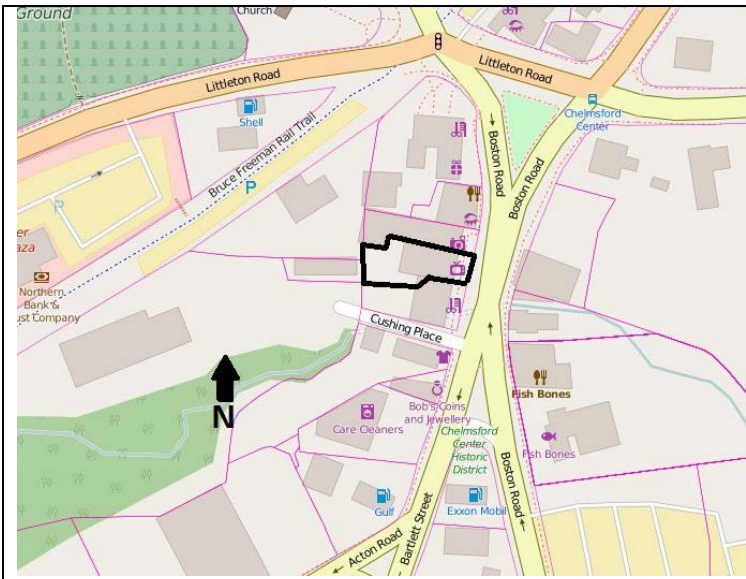 Ground
Church
Littleton Road
Littleton Road
Shell
Bruce Freeman Rail Trail
Boston Road
Boston Road
Chelmsford
Center
P
P
er
aza
Northern
Bank &
ust Company
Cushing Place
N
Fish Bones
Bob's Coins
and Jewellery
Care Cleaners
Chelmsford
Center
Historic
District
Fish Bones
Boston Road
Gulf
Exxon Mobil
Bartlett Street
Acton Road